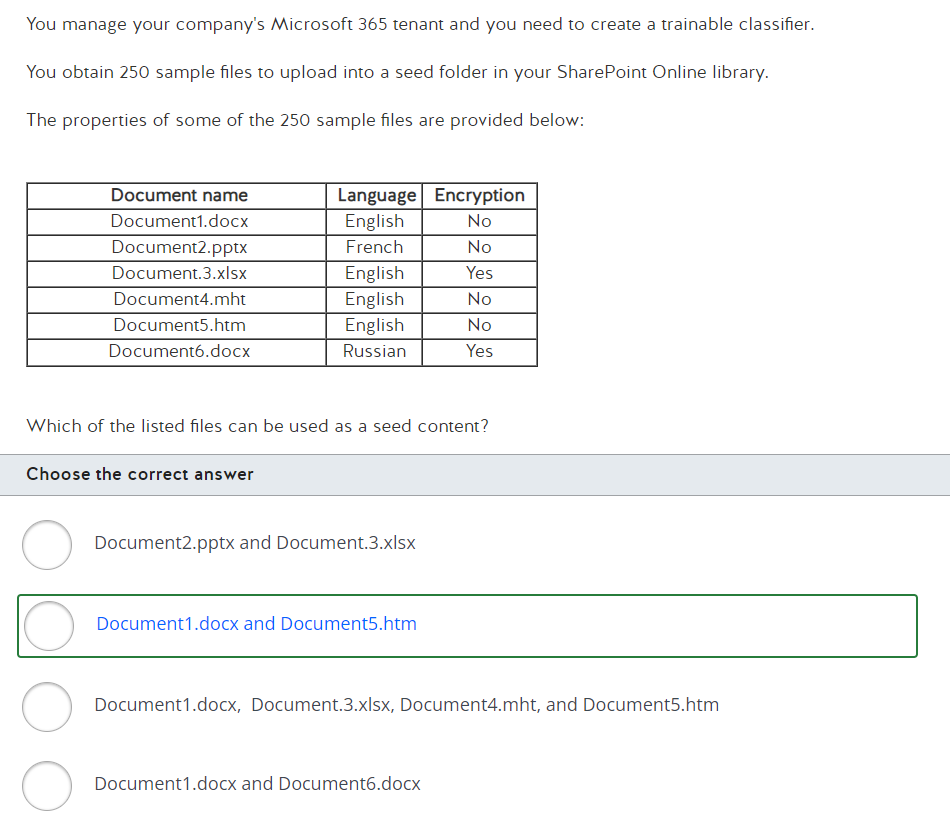 You manage your company's Microsoft 365 tenant and you need to create a trainable classifier.
You obtain 250 sample files to upload into a seed folder in your SharePoint Online library.
The properties of some of the 250 sample files are provided below:
Document name Language Encryption
Document1.docx English No
Document2.pptx French No
Document.3.xlsx English Yes
Document4.mht English No
Document5.htm English No
Document6.docx Russian Yes
Which of the listed files can be used as a seed content?
Choose the correct answer
Document2.pptx and Document.3.xlsx
Document1.docx and Document5.htm
Document1.docx, Document.3.xlsx, Document4.mht, and Document5.htm
Document1.docx and Document6.docx